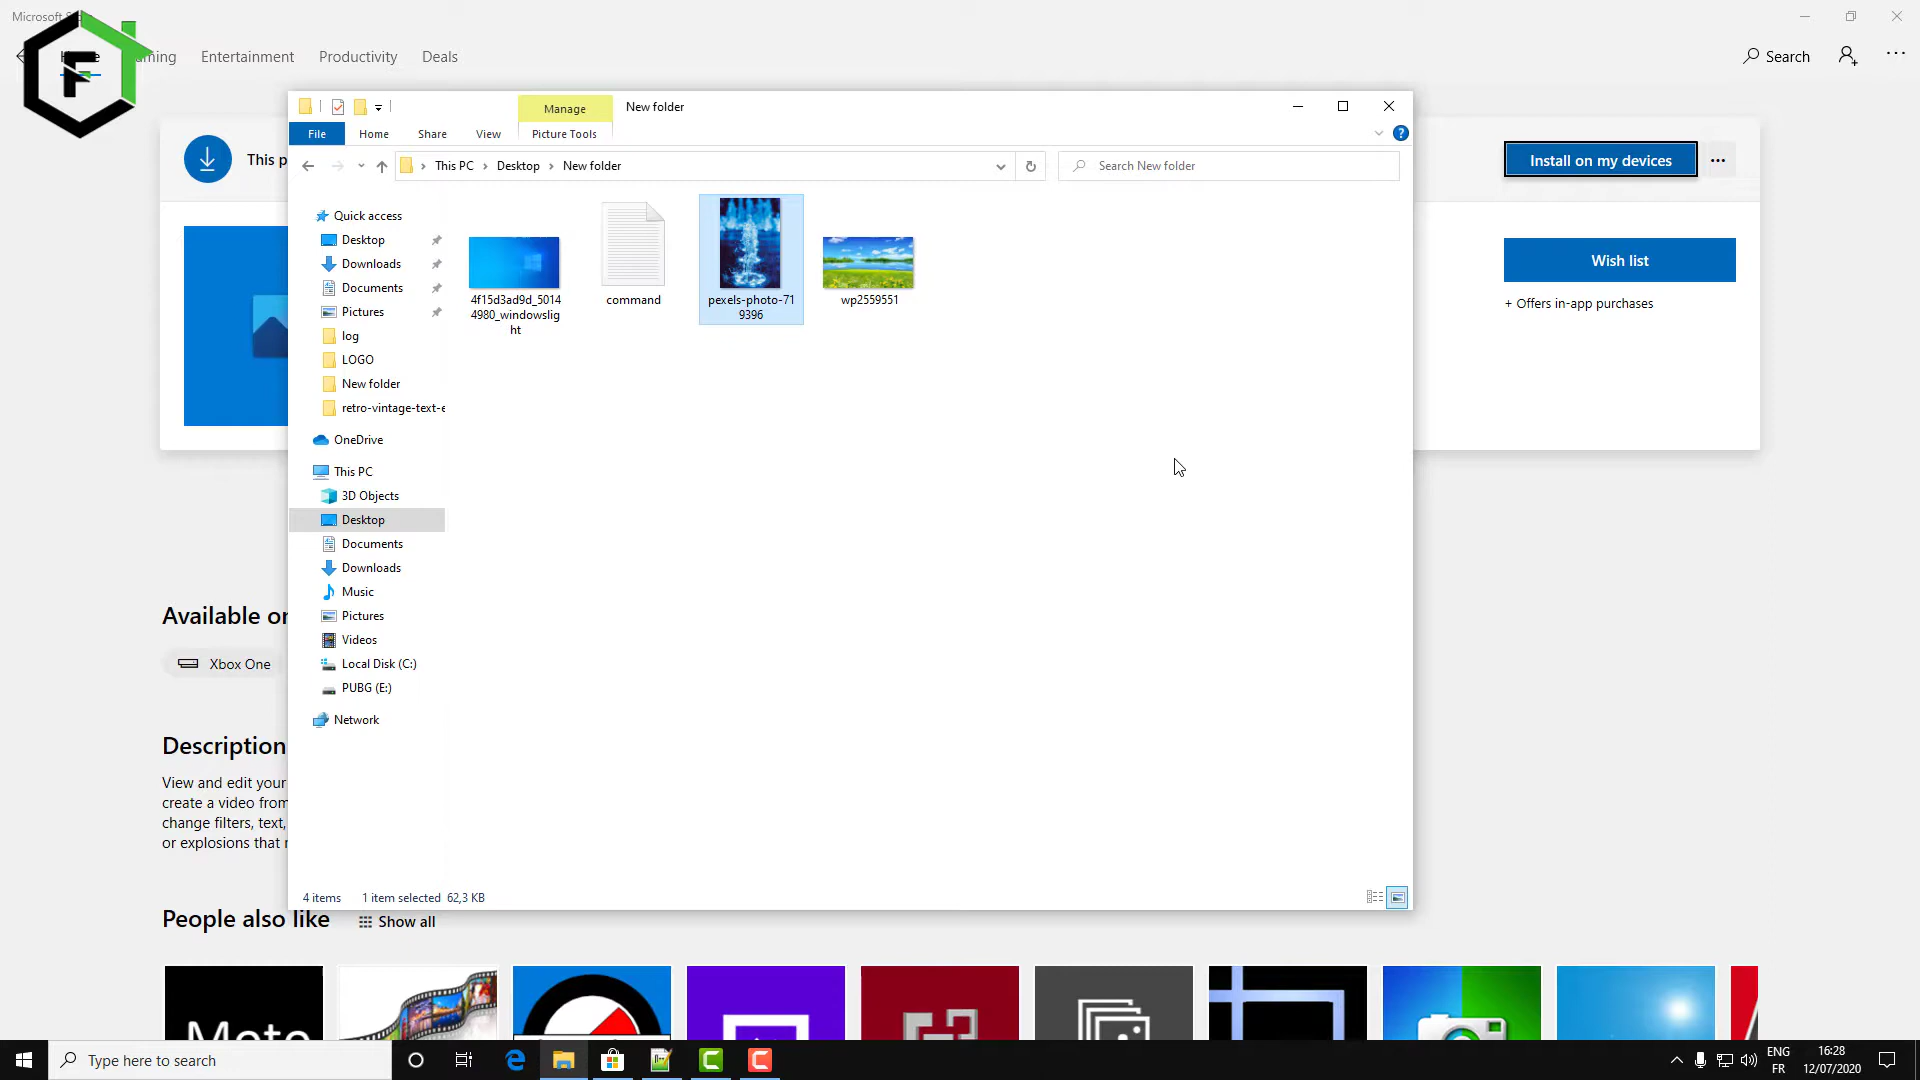 Microsoft
Home
Gaming
Entertainment
Productivity
Deals
Search
F
Manage
New folder
File
Home
Share
View
Picture Tools
This PC
Desktop
New folder
Search New folder
This p
Install on my devices
Wish list
+ Offers in-app purchases
Quick access
Desktop
Downloads
Documents
Pictures
log
LOGO
New folder
retro-vintage-text-e
OneDrive
This PC
3D Objects
Desktop
Documents
Downloads
Music
Pictures
Videos
Local Disk (C:)
PUBG (E:)
Network
4f15d3ad9d_5014
4980_windowslig
ht
command
pexels-photo-71
9396
wp2559551
4 items
1 item selected 62,3 KB
Available on
Xbox One
Description
View and edit your
create a video from
change filters, text,
or explosions that
People also like
Show all
Moto
Type here to search
ENG
FR
16:28
12/07/2020